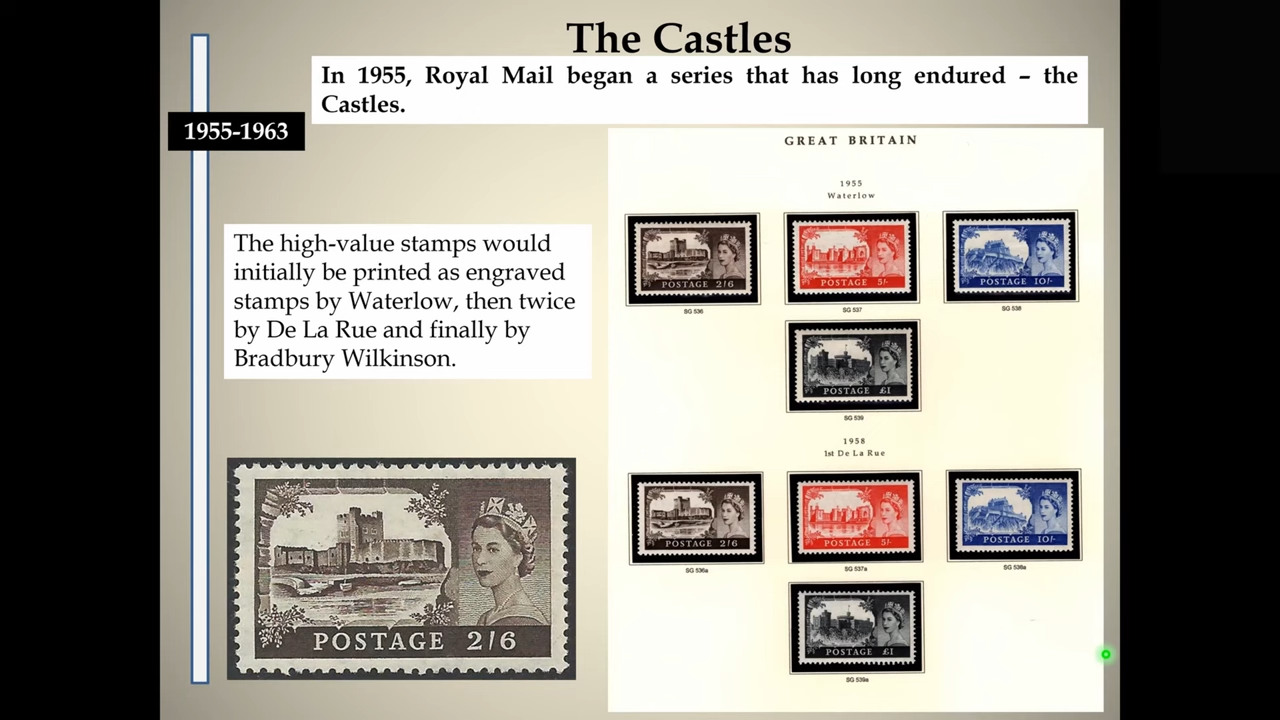 The Castles
In 1955, Royal Mail began a series that has long endured – the
Castles.
1955-1963
The high-value stamps would
initially be printed as engraved
stamps by Waterlow, then twice
by De La Rue and finally by
Bradbury Wilkinson.
POSTAGE 2/6
GREAT BRITAIN
1955
Waterlow
POSTAGE 2/6
POSTAGE 5/-
POSTAGE 10/-
SG 536
SG 537
SG 538
POSTAGE £1
SG 539
1958
1st De La Rue
POSTAGE 2/6
POSTAGE 5/-
POSTAGE 10/-
SG 536a
SG 537a
SG 538a
POSTAGE £1
SG 539a